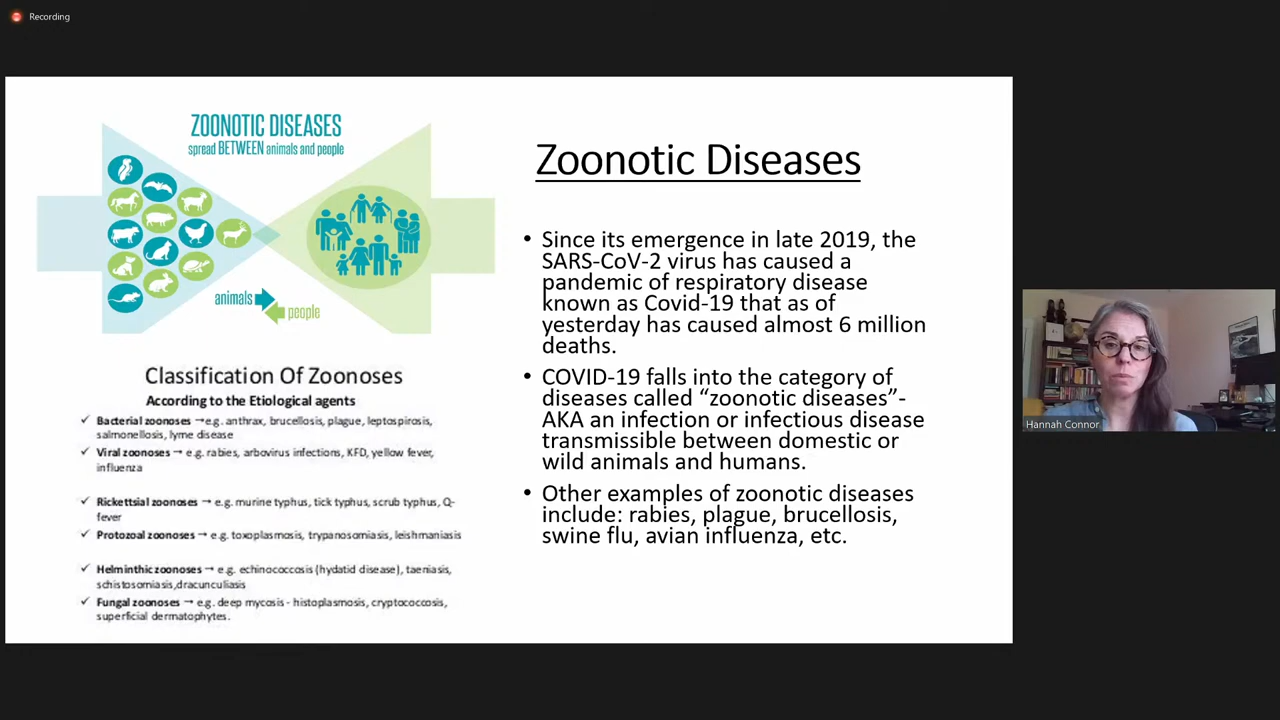 Recording
ZOONOTIC DISEASES
spread BETWEEN animals and people
animals
people
Classification Of Zoonoses
According to the Etiological agents
✓ Bacterial zoonoses →e.g. anthrax, brucellosis, plague, leptospirosis,
salmonellosis, lyme disease
✓ Viral zoonoses → e.g. rabies, arbovirus infections, KFD, yellow fever,
influenza
✓ Rickettsial zoonoses → e.g. murine typhus, tick typhus, scrub typhus, Q-
fever
✓ Protozoal zoonoses → e.g. toxoplasmosis, trypanosomiasis, leishmaniasis
✓ Helminthic zoonoses → e.g. echinococcosis (hydatid disease), taeniasis,
schistosomiasis,dracunculiasis
✓ Fungal zoonoses → e.g. deep mycosis - histoplasmosis, cryptococcosis,
superficial dermatophytes.
Zoonotic Diseases
• Since its emergence in late 2019, the
SARS-CoV-2 virus has caused a
pandemic of respiratory disease
known as Covid-19 that as of
yesterday has caused almost 6 million
deaths.
• COVID-19 falls into the category of
diseases called “zoonotic diseases”-
AKA an infection or infectious disease
transmissible between domestic or
wild animals and humans.
• Other examples of zoonotic diseases
include: rabies, plague, brucellosis,
swine flu, avian influenza, etc.
Hannah Connor